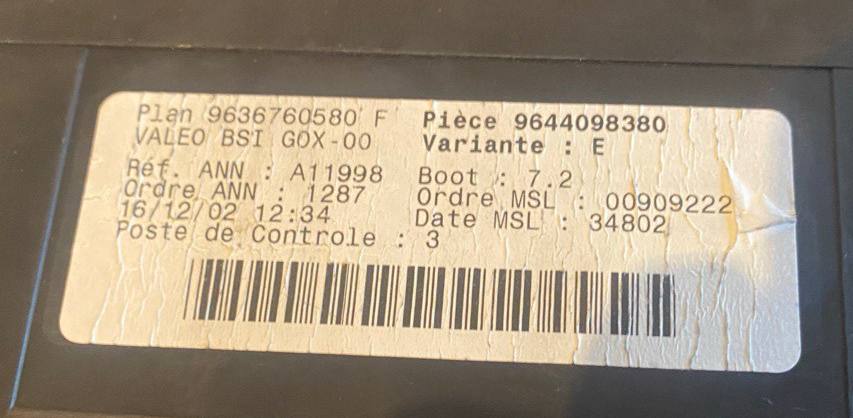 Plan 9636760580 F Pièce 9644098380
VALEO BSI GOX-00 Variante : E
Réf. ANN : A11998 Boot : 7.2
Ordre ANN : 1287 Ordre MSL : 00909222
16/12/02 12:34 Date MSL : 34802
Poste de Controle : 3